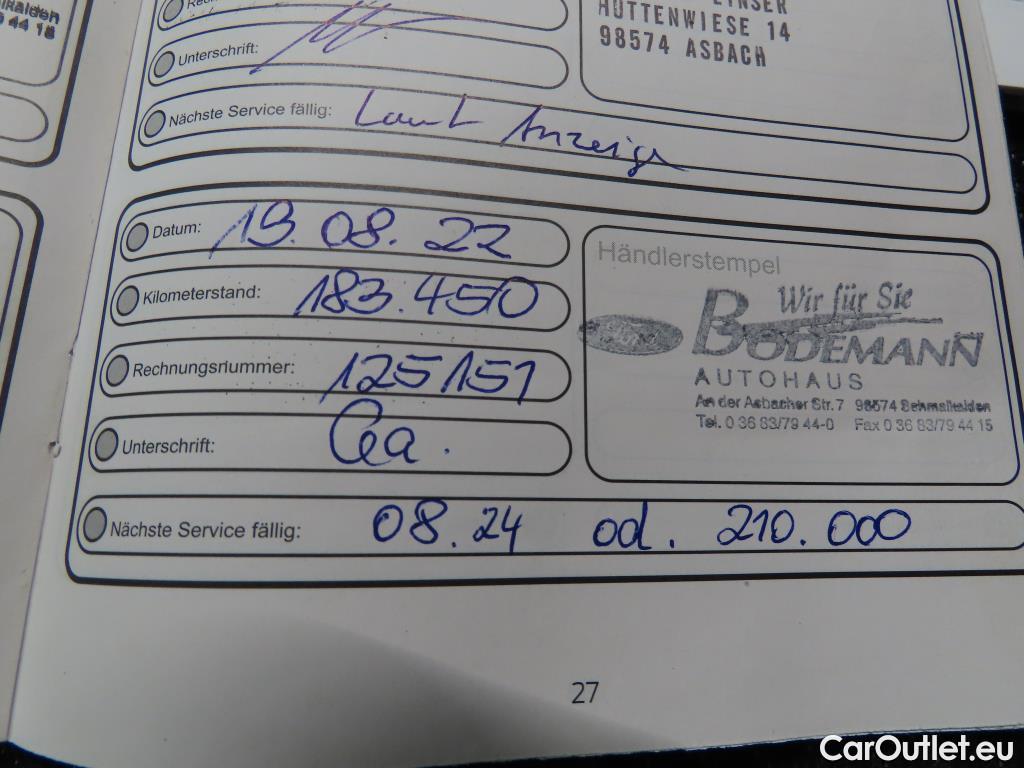 44 18
Unterschrift:
HÜTTENWIESE 14
98574 ASBACH
Nächste Service fällig: Laut Anzeige
Datum: 19.08.22
Kilometerstand: 183.450
Rechnungsnummer: 125151
Unterschrift: Ga.
Nächste Service fällig: 08.24 od. 210.000
Händlerstempel
Wir für Sie
BODEMANN
AUTOHAUS
An der Asbacher Str. 7 98574 Schmalkalden
Tel. 0 36 83/79 44-0 Fax 0 36 83/79 44 15
27
CarOutlet.eu